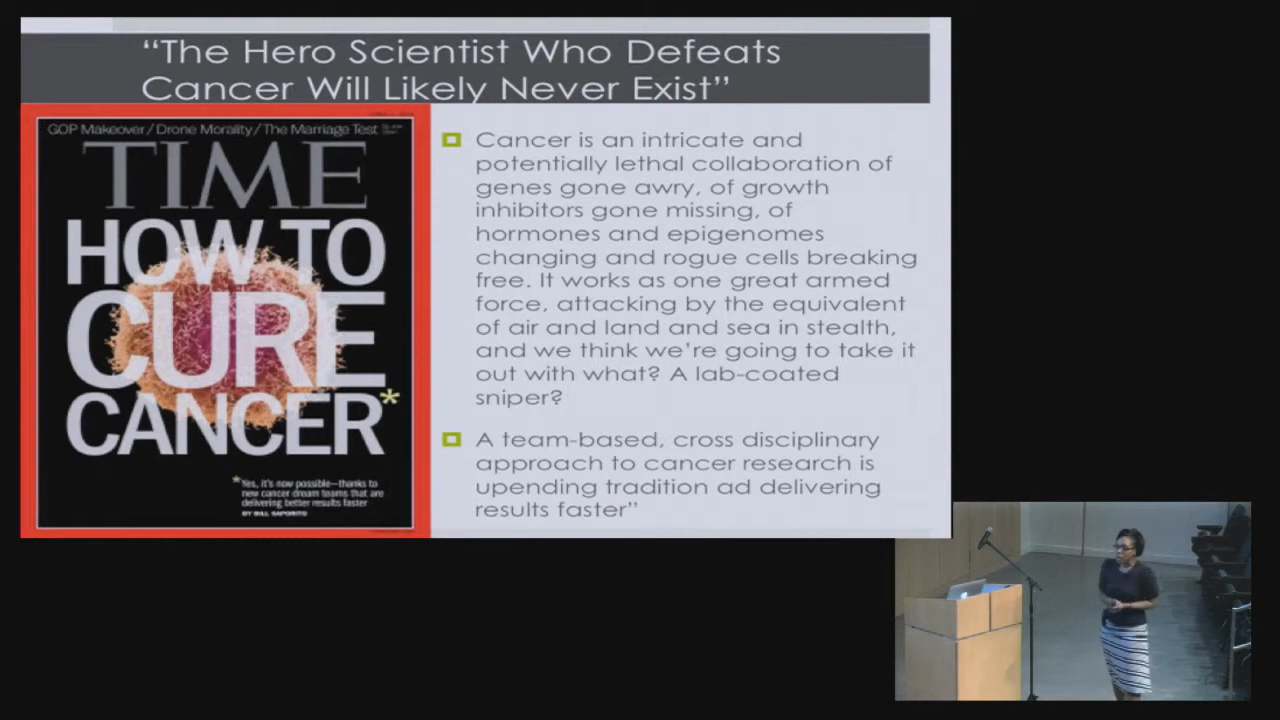 “The Hero Scientist Who Defeats
Cancer Will Likely Never Exist”
GOP Makeover / Drone Morality / The Marriage Test
TIME
HOW TO
CURE
CANCER*
*Yes, it's now possible—thanks to
new cancer dream teams that are
delivering better results faster
BY BILL SAPORITO
Cancer is an intricate and
potentially lethal collaboration of
genes gone awry, of growth
inhibitors gone missing, of
hormones and epigenomes
changing and rogue cells breaking
free. It works as one great armed
force, attacking by the equivalent
of air and land and sea in stealth,
and we think we’re going to take it
out with what? A lab-coated
sniper?
A team-based, cross disciplinary
approach to cancer research is
upending tradition ad delivering
results faster”